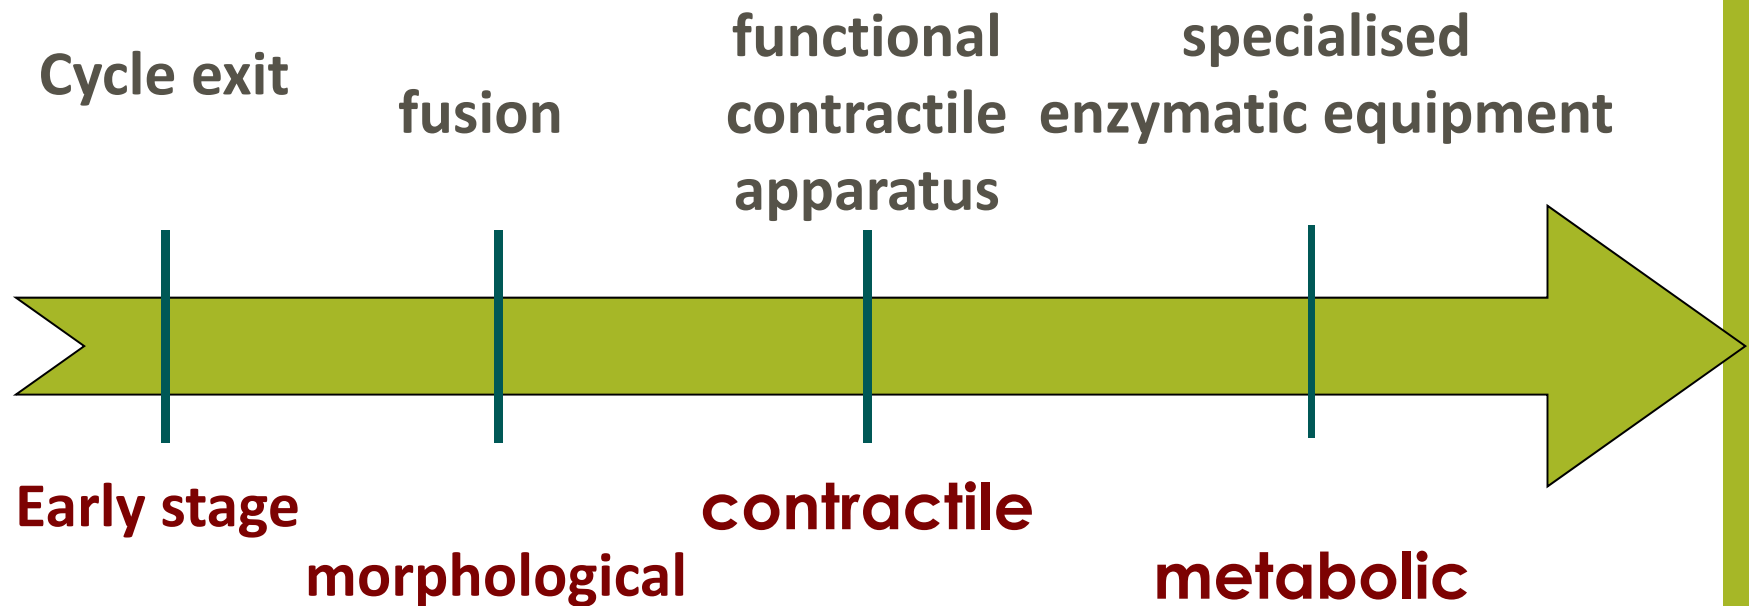 Cycle exit
fusion
functional
contractile
apparatus
specialised
enzymatic equipment
Early stage
morphological
contractile
metabolic